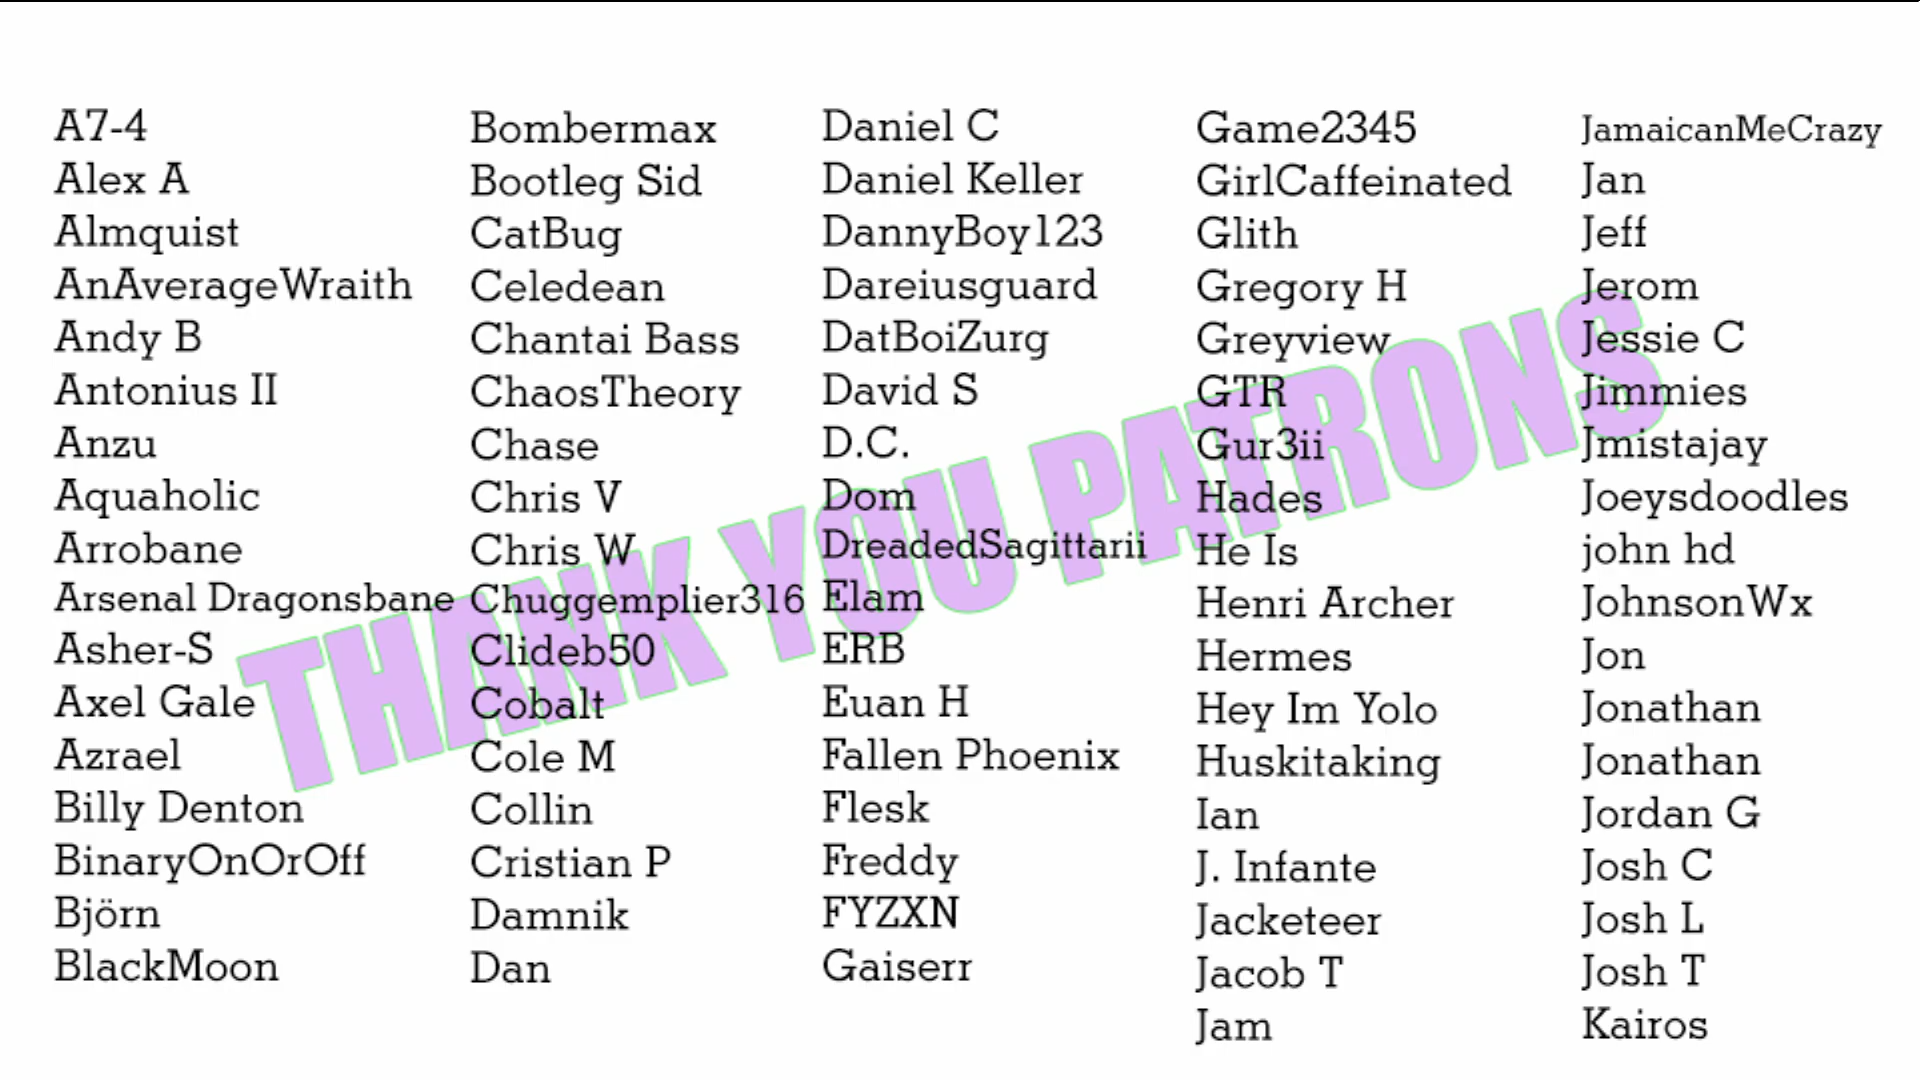 A7-4
Alex A
Almquist
AnAverageWraith
Andy B
Antonius II
Anzu
Aquaholic
Arrobane
Arsenal Dragonsbane
Asher-S
Axel Gale
Azrael
Billy Denton
BinaryOnOrOff
Björn
BlackMoon
Bombermax
Bootleg Sid
CatBug
Celedean
Chantai Bass
ChaosTheory
Chase
Chris V
Chris W
Chuggemplier316
Clideb50
Cobalt
Cole M
Collin
Cristian P
Damnik
Dan
Daniel C
Daniel Keller
DannyBoy123
Dareiusguard
DatBoiZurg
David S
D.C.
Dom
DreadedSagittarii
Elam
ERB
Euan H
Fallen Phoenix
Flesk
Freddy
FYZXN
Gaiserr
Game2345
GirlCaffeinated
Glith
Gregory H
Greyview
GTR
Gur3ii
Hades
He Is
Henri Archer
Hermes
Hey Im Yolo
Huskitaking
Ian
J. Infante
Jacketeer
Jacob T
Jam
JamaicanMeCrazy
Jan
Jeff
Jerom
Jessie C
Jimmies
Jmistajay
Joeysdoodles
john hd
JohnsonWx
Jon
Jonathan
Jonathan
Jordan G
Josh C
Josh L
Josh T
Kairos
THANK YOU PATRONS